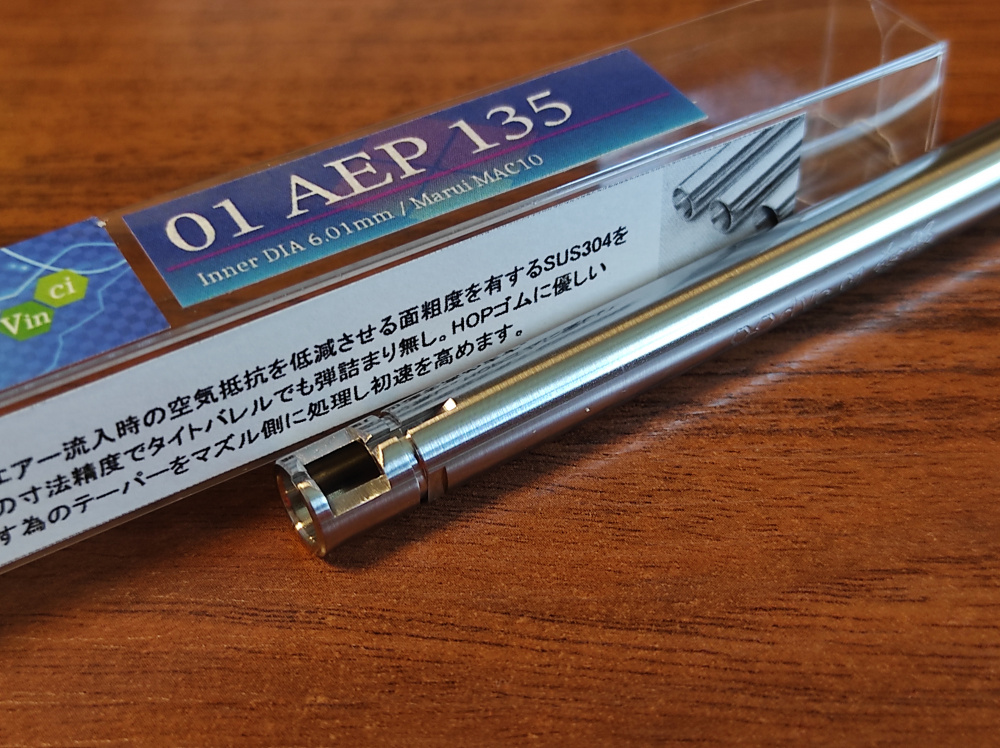 01 AEP 135
Inner DIA 6.01mm / Marui MAC10
Vin
ci
エアー流入時の空気抵抗を低減させる面粗度を有するSUS304を
の寸法精度でタイトバレルでも弾詰まり無し。HOPゴムに優しい
す為のテーパーをマズル側に処理し初速を高めます。